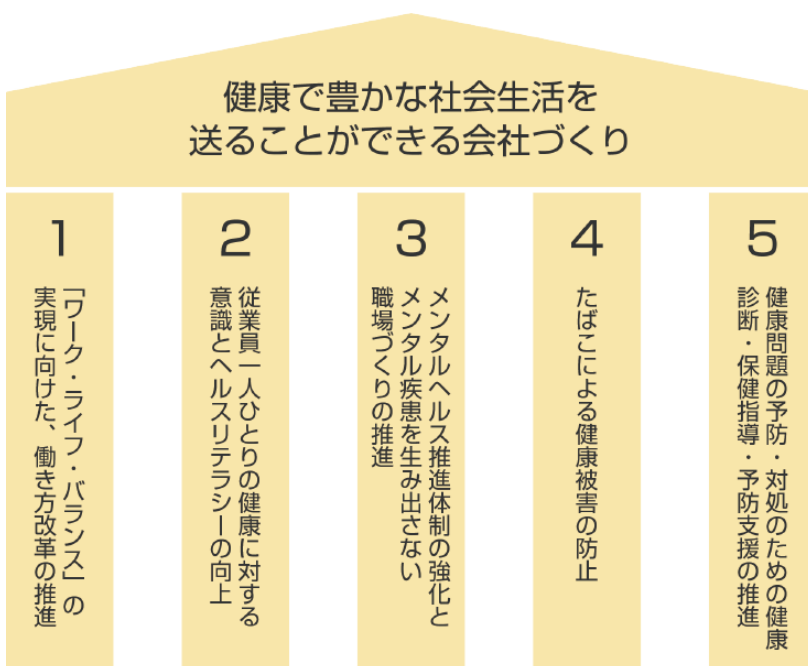 健康で豊かな社会生活を
送ることができる会社づくり
1
「ワーク・ライフ・バランス」の
実現に向けた、働き方改革の推進
2
従業員一人ひとりの健康に対する
意識とヘルスリテラシーの向上
3
メンタルヘルス推進体制の強化と
メンタル疾患を生み出さない
職場づくりの推進
4
たばこによる健康被害の防止
5
健康問題の予防・対処のための健康
診断・保健指導・予防支援の推進